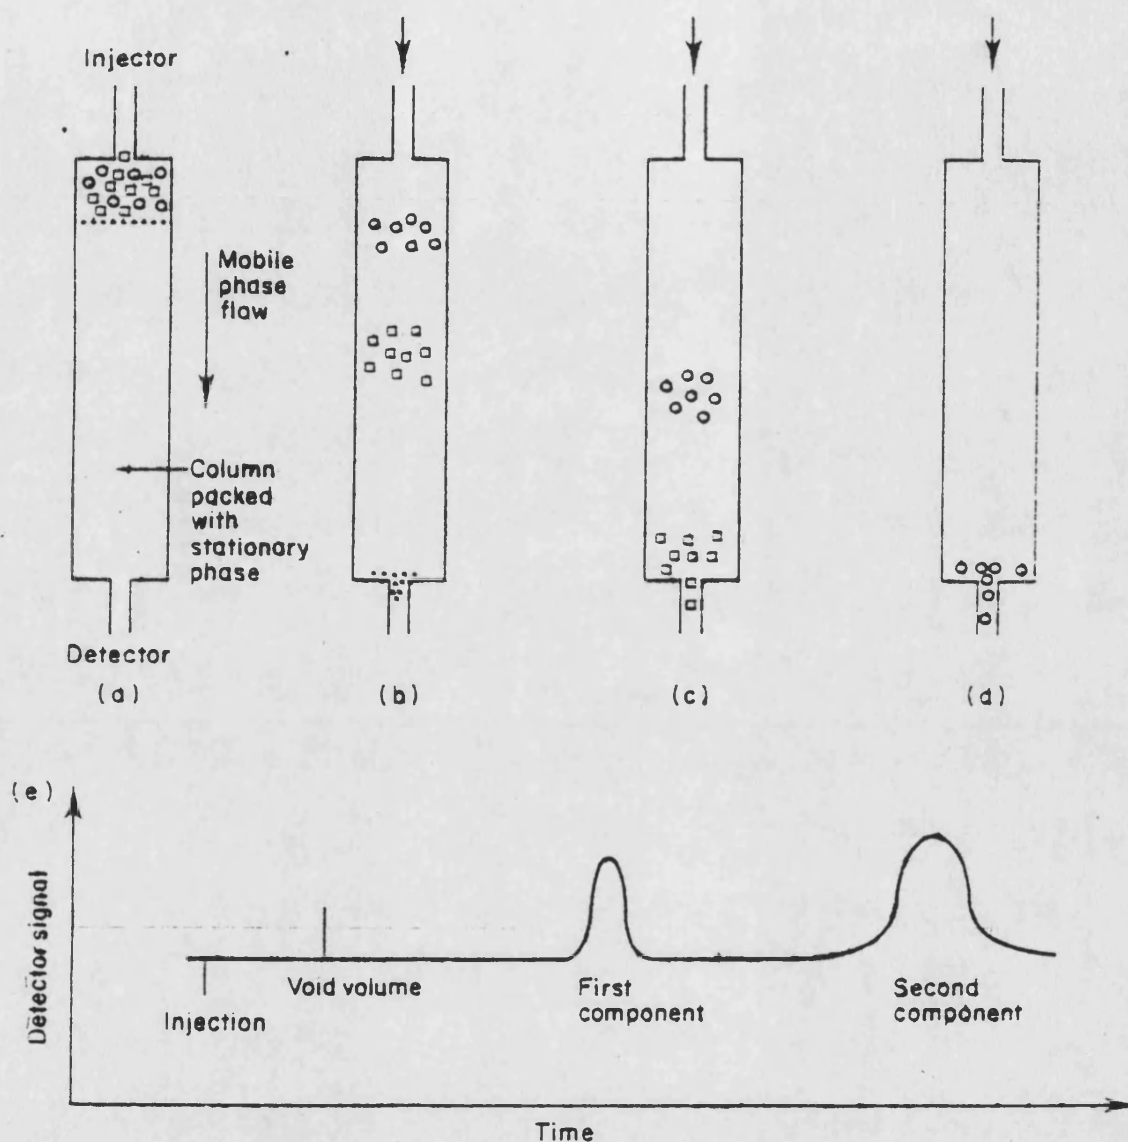 Injector
Mobile
phase
flow
Column
packed
with
stationary
phase
Detector
(a)
(b)
(c)
(d)
(e)
Detector signal
Injection
Void volume
First
component
Second
component
Time